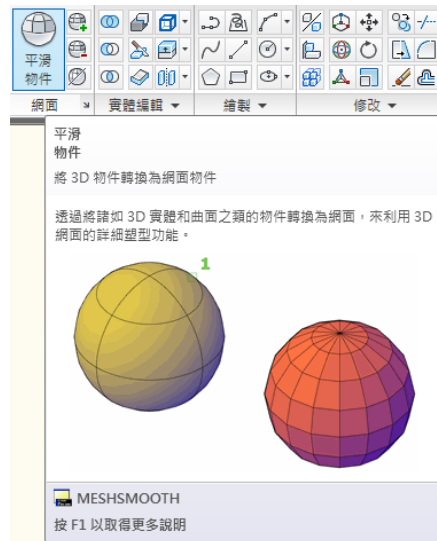 平滑
物件
網面
實體編輯
繪製
修改
平滑
物件
將 3D 物件轉換為網面物件
透過將諸如 3D 實體和曲面之類的物件轉換為網面，來利用 3D
網面的詳細塑型功能。
1
MESHSMOOTH
按 F1 以取得更多說明